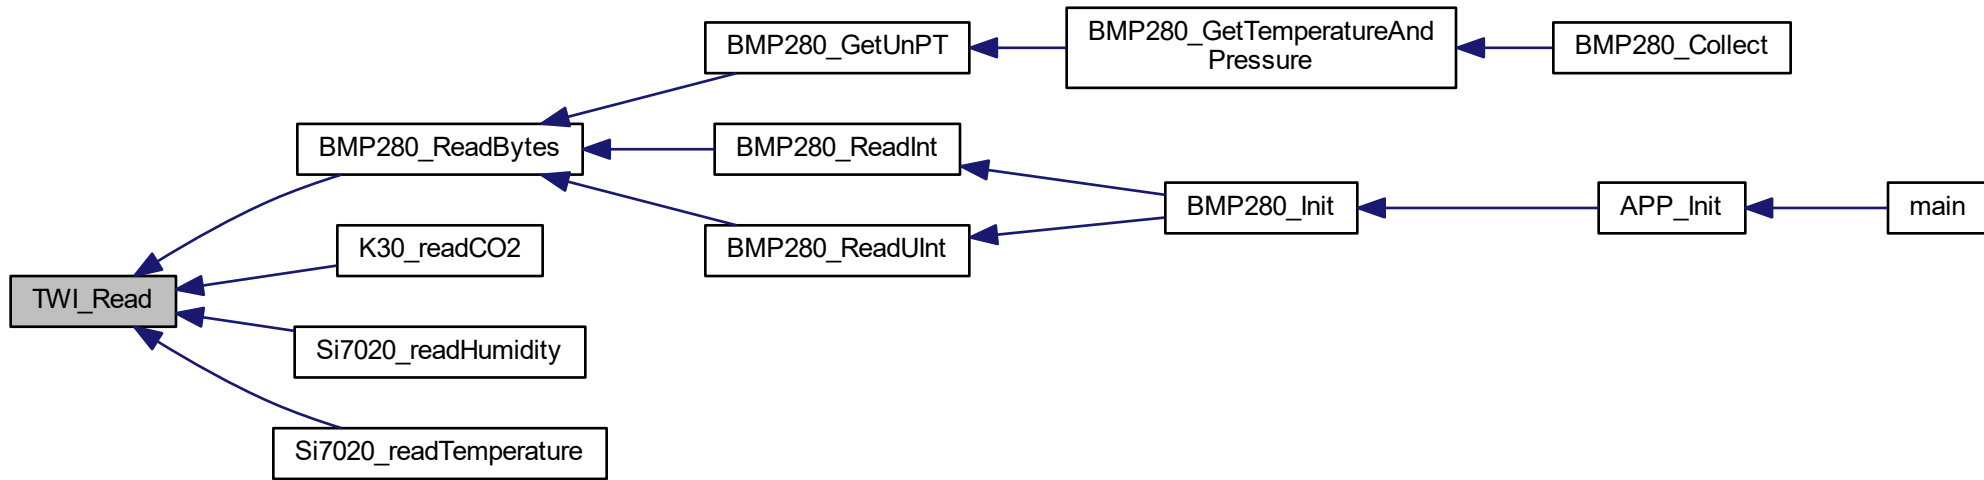 BMP280_GetUnPT
BMP280_GetTemperatureAnd
Pressure
BMP280_Collect
BMP280_ReadBytes
BMP280_ReadInt
BMP280_Init
APP_Init
main
BMP280_ReadUInt
K30_readCO2
TWI_Read
Si7020_readHumidity
Si7020_readTemperature